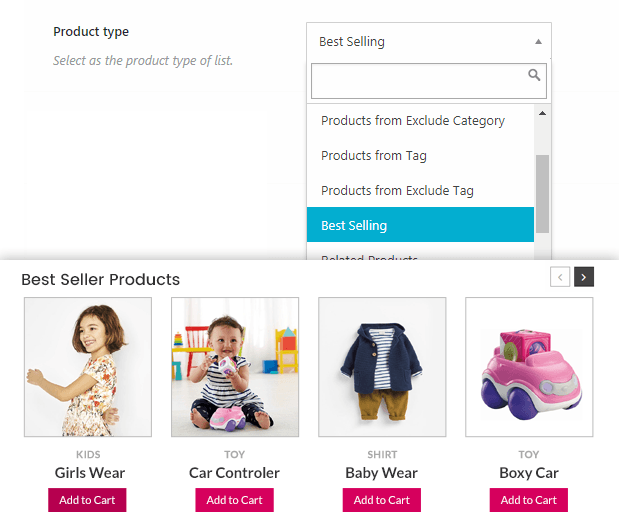 Product type
Best Selling
Select as the product type of list.
Products from Exclude Category
Products from Tag
Products from Exclude Tag
Best Selling
Related Products
Best Seller Products
KIDS
TOY
SHIRT
TOY
Girls Wear
Car Controler
Baby Wear
Boxy Car
Add to Cart
Add to Cart
Add to Cart
Add to Cart